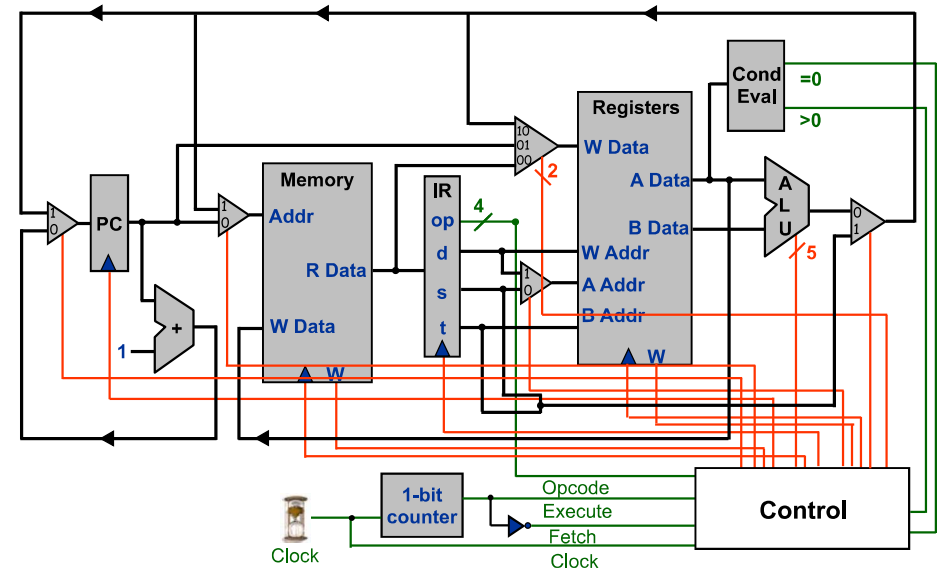 Cond
Eval
=0
>0
Registers
10
01
00
W Data
2
A Data
A
L
U
B Data
5
0
1
Memory
IR
4
op
d
s
t
1
0
PC
1
0
Addr
R Data
W Data
W Addr
1
0
A Addr
B Addr
+
1
W
W
1-bit
counter
Clock
Opcode
Execute
Fetch
Clock
Control